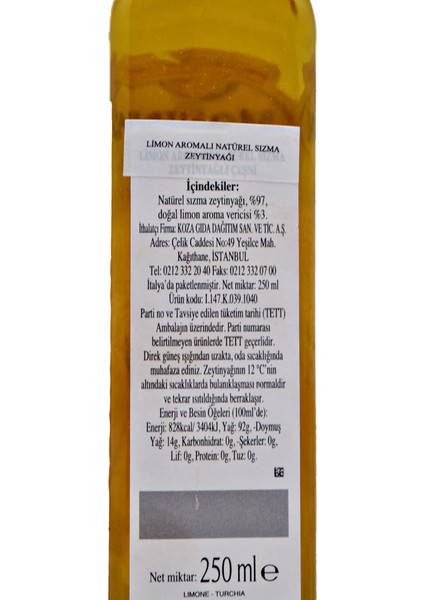 LİMON AROMALI NATÜREL SIZMA
ZEYTİNYAĞI
ZEYTİNYAĞLI ÇEŞNİ
İçindekiler:
Natürel sızma zeytinyağı, %97,
doğal limon aroma vericisi %3.
İthalatçı Firma: KOZA GIDA DAĞITIM SAN. VE TİC. A.Ş.
Adres: Çelik Caddesi No:49 Yeşilce Mah.
Kağıthane, İSTANBUL
Tel: 0212 332 20 40 Faks: 0212 332 07 00
İtalya'da paketlenmiştir. Net miktar: 250 ml
Ürün kodu: I.147.K.039.1040
Parti no ve Tavsiye edilen tüketim tarihi (TETT)
Ambalajın üzerindedir. Parti numarası
belirtilmeyen ürünlerde TETT geçerlidir.
Direk güneş ışığından uzakta, oda sıcaklığında
muhafaza ediniz. Zeytinyağının 12 °C'nin
altındaki sıcaklıklarda bulanıklaşması normaldir
ve tekrar ısıtıldığında berraklaşır.
Enerji ve Besin Öğeleri (100ml'de):
Enerji: 828kcal/ 3404kJ, Yağ: 92g, -Doymuş
Yağ: 14g, Karbonhidrat: 0g, -Şekerler: 0g,
Lif: 0g, Protein: 0g, Tuz: 0g.
Net miktar: 250 ml e
LIMONE - TURCHIA